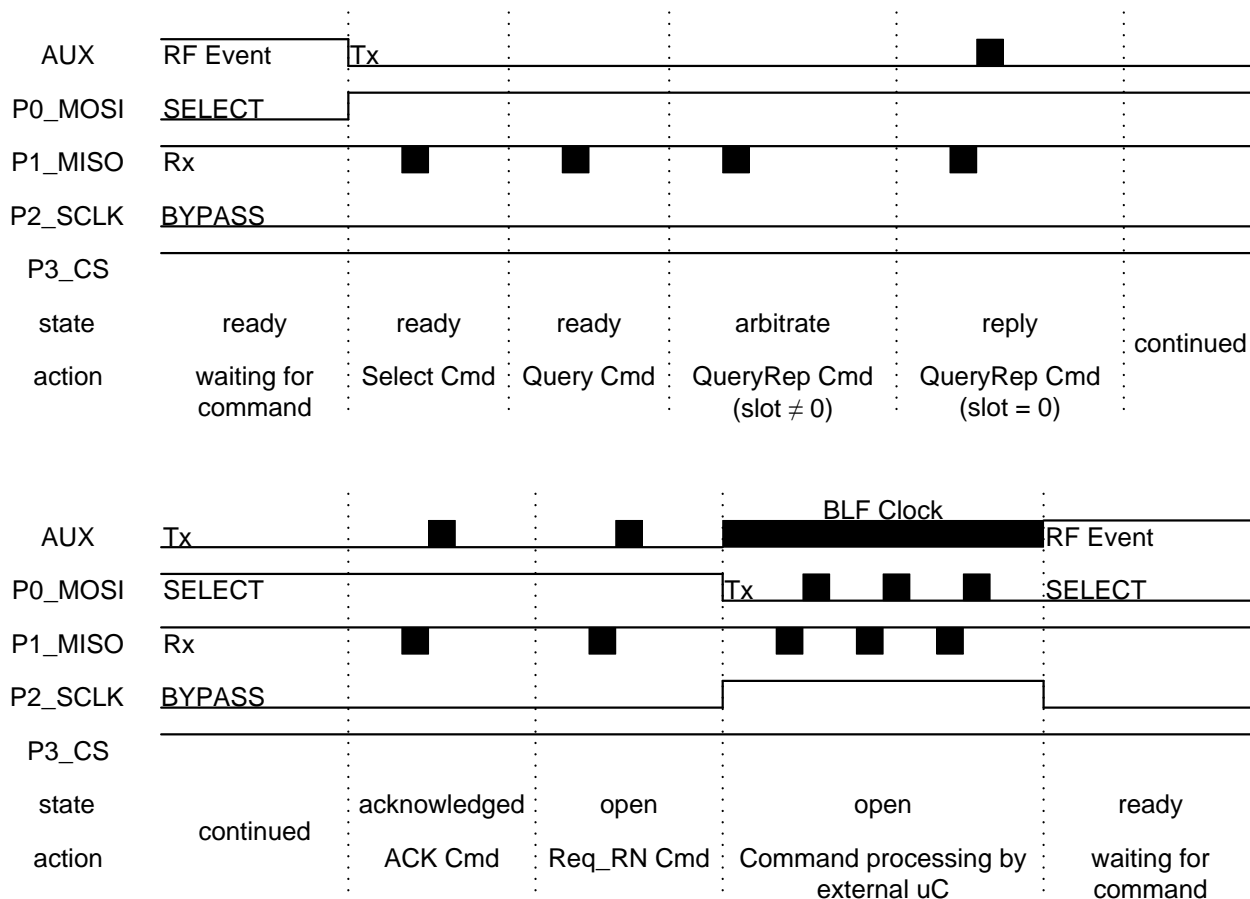 AUX RF Event Tx
P0_MOSI SELECT
P1_MISO Rx
P2_SCLK BYPASS
P3_CS
state ready ready ready arbitrate reply
continued
action waiting for Select Cmd Query Cmd QueryRep Cmd QueryRep Cmd
command (slot ≠ 0) (slot = 0)
BLF Clock
AUX Tx RF Event
P0_MOSI SELECT Tx SELECT
P1_MISO Rx
P2_SCLK BYPASS
P3_CS
state acknowledged open open ready
continued
action ACK Cmd Req_RN Cmd Command processing by waiting for
external uC command